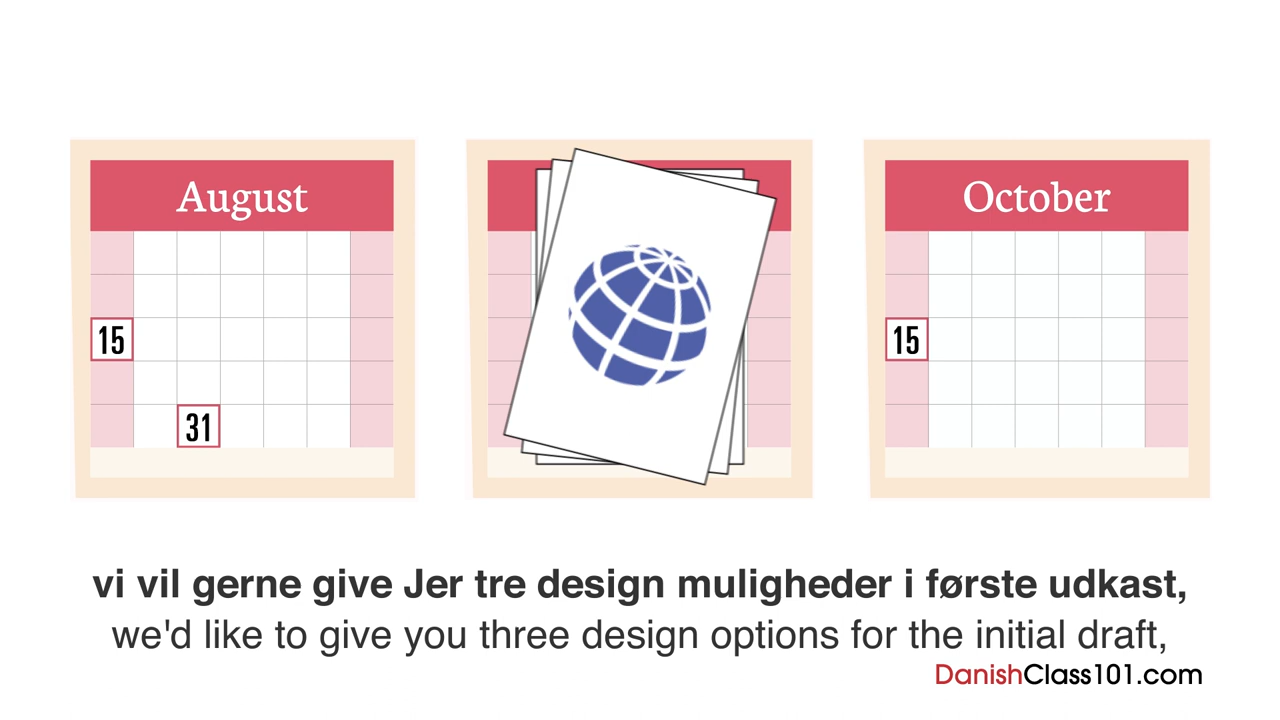 August
October
15
15
31
vi vil gerne give Jer tre design muligheder i første udkast,
we'd like to give you three design options for the initial draft,
DanishClass101.com